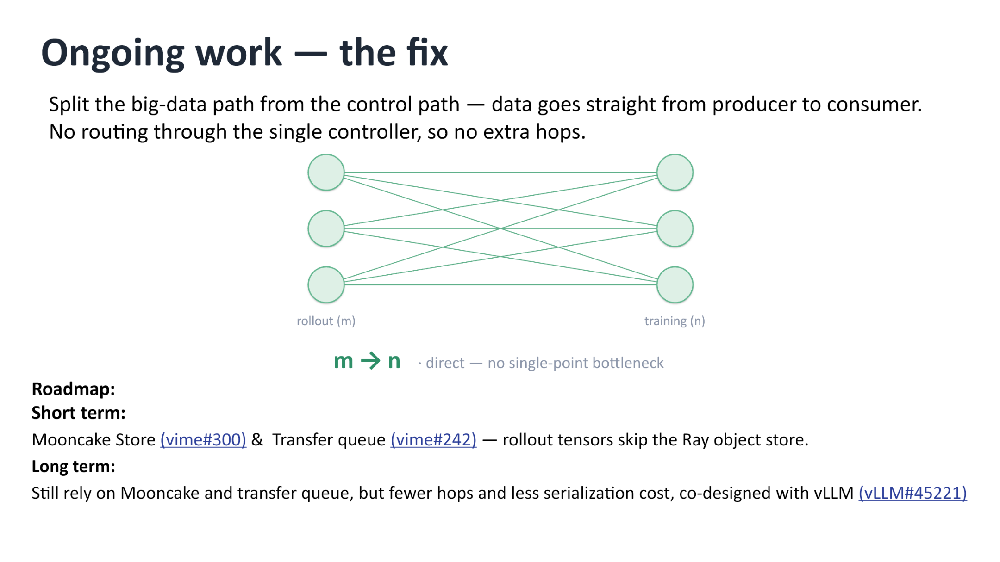 Ongoing work — the fix
Split the big-data path from the control path — data goes straight from producer to consumer.
No routing through the single controller, so no extra hops.
rollout (m)
training (n)
m → n · direct — no single-point bottleneck
Roadmap:
Short term:
Mooncake Store (vime#300) &  Transfer queue (vime#242) — rollout tensors skip the Ray object store.
Long term:
Still rely on Mooncake and transfer queue, but fewer hops and less serialization cost, co-designed with vLLM (vLLM#45221)